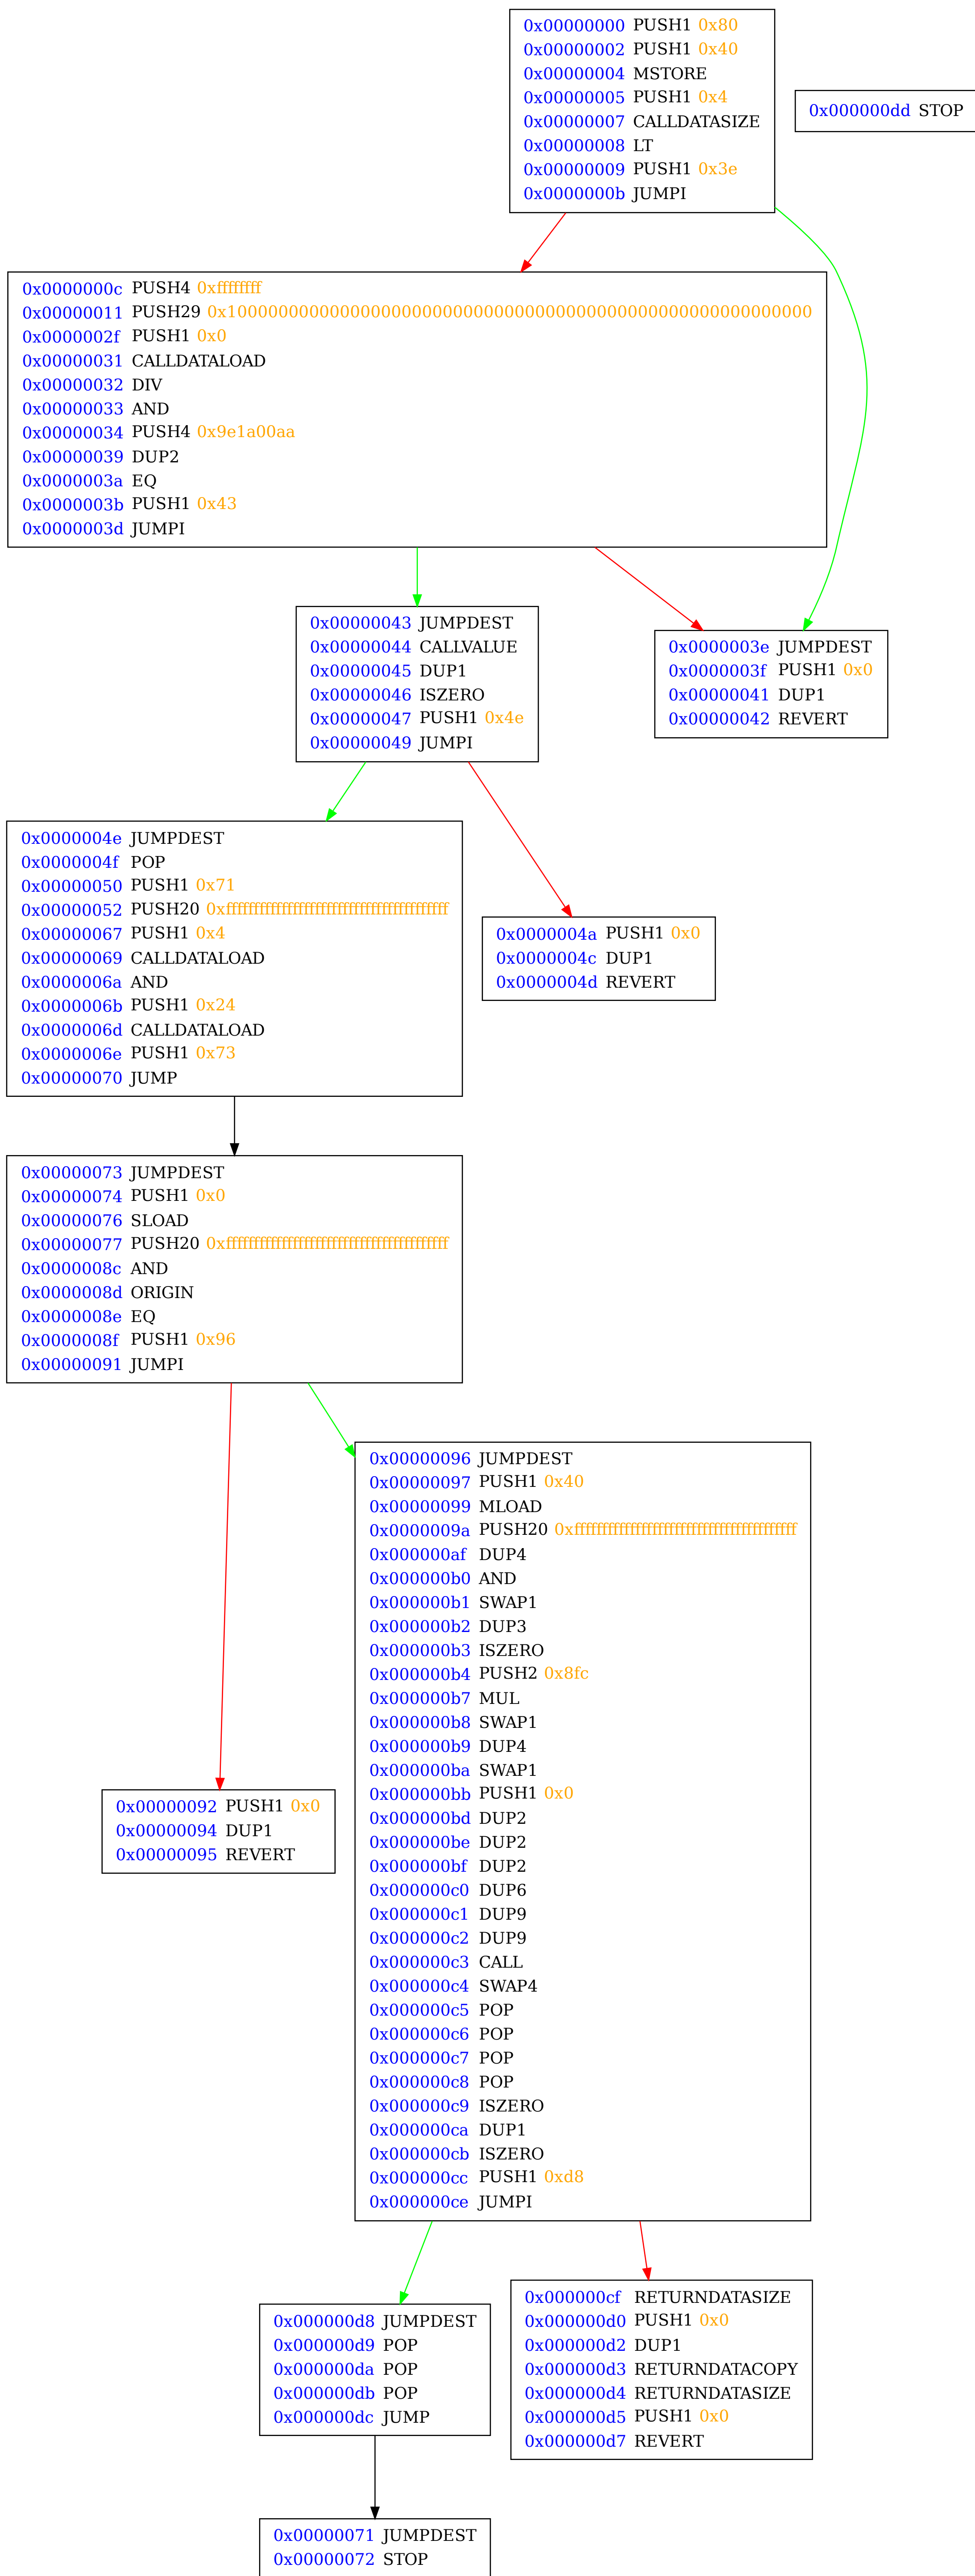 0x00000000 PUSH1 0x80
0x00000002 PUSH1 0x40
0x00000004 MSTORE
0x00000005 PUSH1 0x4
0x00000007 CALLDATASIZE
0x00000008 LT
0x00000009 PUSH1 0x3e
0x0000000b JUMPI
0x000000dd STOP
0x0000000c PUSH4 0xffffffff
0x00000011 PUSH29 0x100000000000000000000000000000000000000000000000000000000
0x0000002f PUSH1 0x0
0x00000031 CALLDATALOAD
0x00000032 DIV
0x00000033 AND
0x00000034 PUSH4 0x9e1a00aa
0x00000039 DUP2
0x0000003a EQ
0x0000003b PUSH1 0x43
0x0000003d JUMPI
0x00000043 JUMPDEST
0x00000044 CALLVALUE
0x00000045 DUP1
0x00000046 ISZERO
0x00000047 PUSH1 0x4e
0x00000049 JUMPI
0x0000003e JUMPDEST
0x0000003f PUSH1 0x0
0x00000041 DUP1
0x00000042 REVERT
0x0000004e JUMPDEST
0x0000004f POP
0x00000050 PUSH1 0x71
0x00000052 PUSH20 0xffffffffffffffffffffffffffffffffffffffff
0x00000067 PUSH1 0x4
0x00000069 CALLDATALOAD
0x0000006a AND
0x0000006b PUSH1 0x24
0x0000006d CALLDATALOAD
0x0000006e PUSH1 0x73
0x00000070 JUMP
0x0000004a PUSH1 0x0
0x0000004c DUP1
0x0000004d REVERT
0x00000073 JUMPDEST
0x00000074 PUSH1 0x0
0x00000076 SLOAD
0x00000077 PUSH20 0xffffffffffffffffffffffffffffffffffffffff
0x0000008c AND
0x0000008d ORIGIN
0x0000008e EQ
0x0000008f PUSH1 0x96
0x00000091 JUMPI
0x00000096 JUMPDEST
0x00000097 PUSH1 0x40
0x00000099 MLOAD
0x0000009a PUSH20 0xffffffffffffffffffffffffffffffffffffffff
0x000000af DUP4
0x000000b0 AND
0x000000b1 SWAP1
0x000000b2 DUP3
0x000000b3 ISZERO
0x000000b4 PUSH2 0x8fc
0x000000b7 MUL
0x000000b8 SWAP1
0x000000b9 DUP4
0x000000ba SWAP1
0x000000bb PUSH1 0x0
0x000000bd DUP2
0x000000be DUP2
0x000000bf DUP2
0x000000c0 DUP6
0x000000c1 DUP9
0x000000c2 DUP9
0x000000c3 CALL
0x000000c4 SWAP4
0x000000c5 POP
0x000000c6 POP
0x000000c7 POP
0x000000c8 POP
0x000000c9 ISZERO
0x000000ca DUP1
0x000000cb ISZERO
0x000000cc PUSH1 0xd8
0x000000ce JUMPI
0x00000092 PUSH1 0x0
0x00000094 DUP1
0x00000095 REVERT
0x000000d8 JUMPDEST
0x000000d9 POP
0x000000da POP
0x000000db POP
0x000000dc JUMP
0x000000cf RETURNDATASIZE
0x000000d0 PUSH1 0x0
0x000000d2 DUP1
0x000000d3 RETURNDATACOPY
0x000000d4 RETURNDATASIZE
0x000000d5 PUSH1 0x0
0x000000d7 REVERT
0x00000071 JUMPDEST
0x00000072 STOP